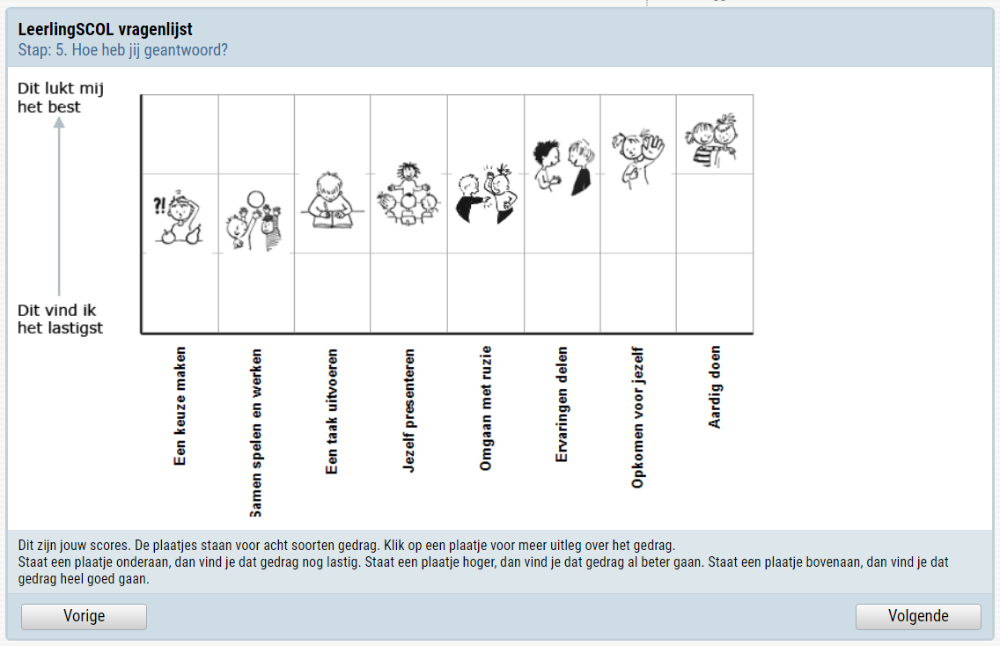 LeerlingSCOL vragenlijst
Stap: 5. Hoe heb jij geantwoord?
Dit lukt mij
het best
?!
Dit vind ik
het lastigst
Een keuze maken
Samen spelen en werken
Een taak uitvoeren
Jezelf presenteren
Omgaan met ruzie
Ervaringen delen
Opkomen voor jezelf
Aardig doen
Dit zijn jouw scores. De plaatjes staan voor acht soorten gedrag. Klik op een plaatje voor meer uitleg over het gedrag.
Staat een plaatje onderaan, dan vind je dat gedrag nog lastig. Staat een plaatje hoger, dan vind je dat gedrag al beter gaan. Staat een plaatje bovenaan, dan vind je dat
gedrag heel goed gaan.
Vorige
Volgende